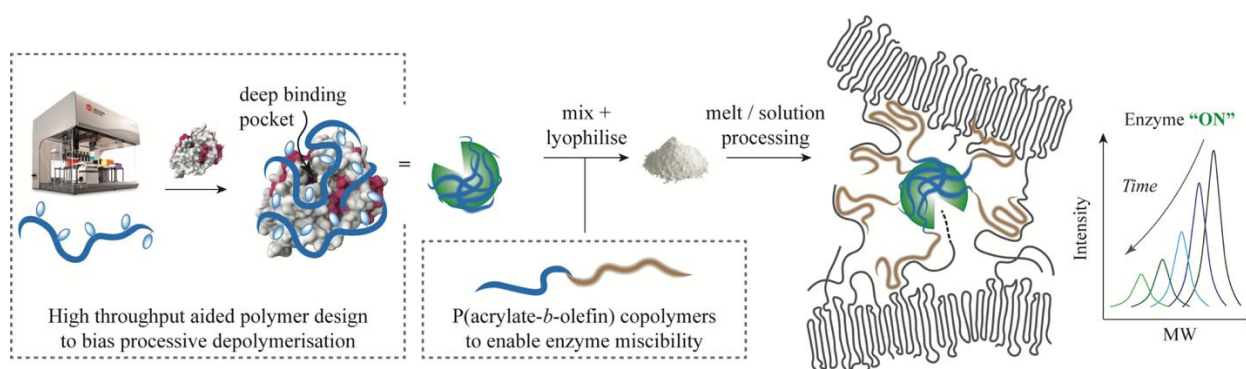 deep binding
pocket
=
mix +
lyophilise
melt / solution
processing
Enzyme "ON"
Time
Intensity
MW
High throughput aided polymer design
to bias processive depolymerisation
P(acrylate-b-olefin) copolymers
to enable enzyme miscibility